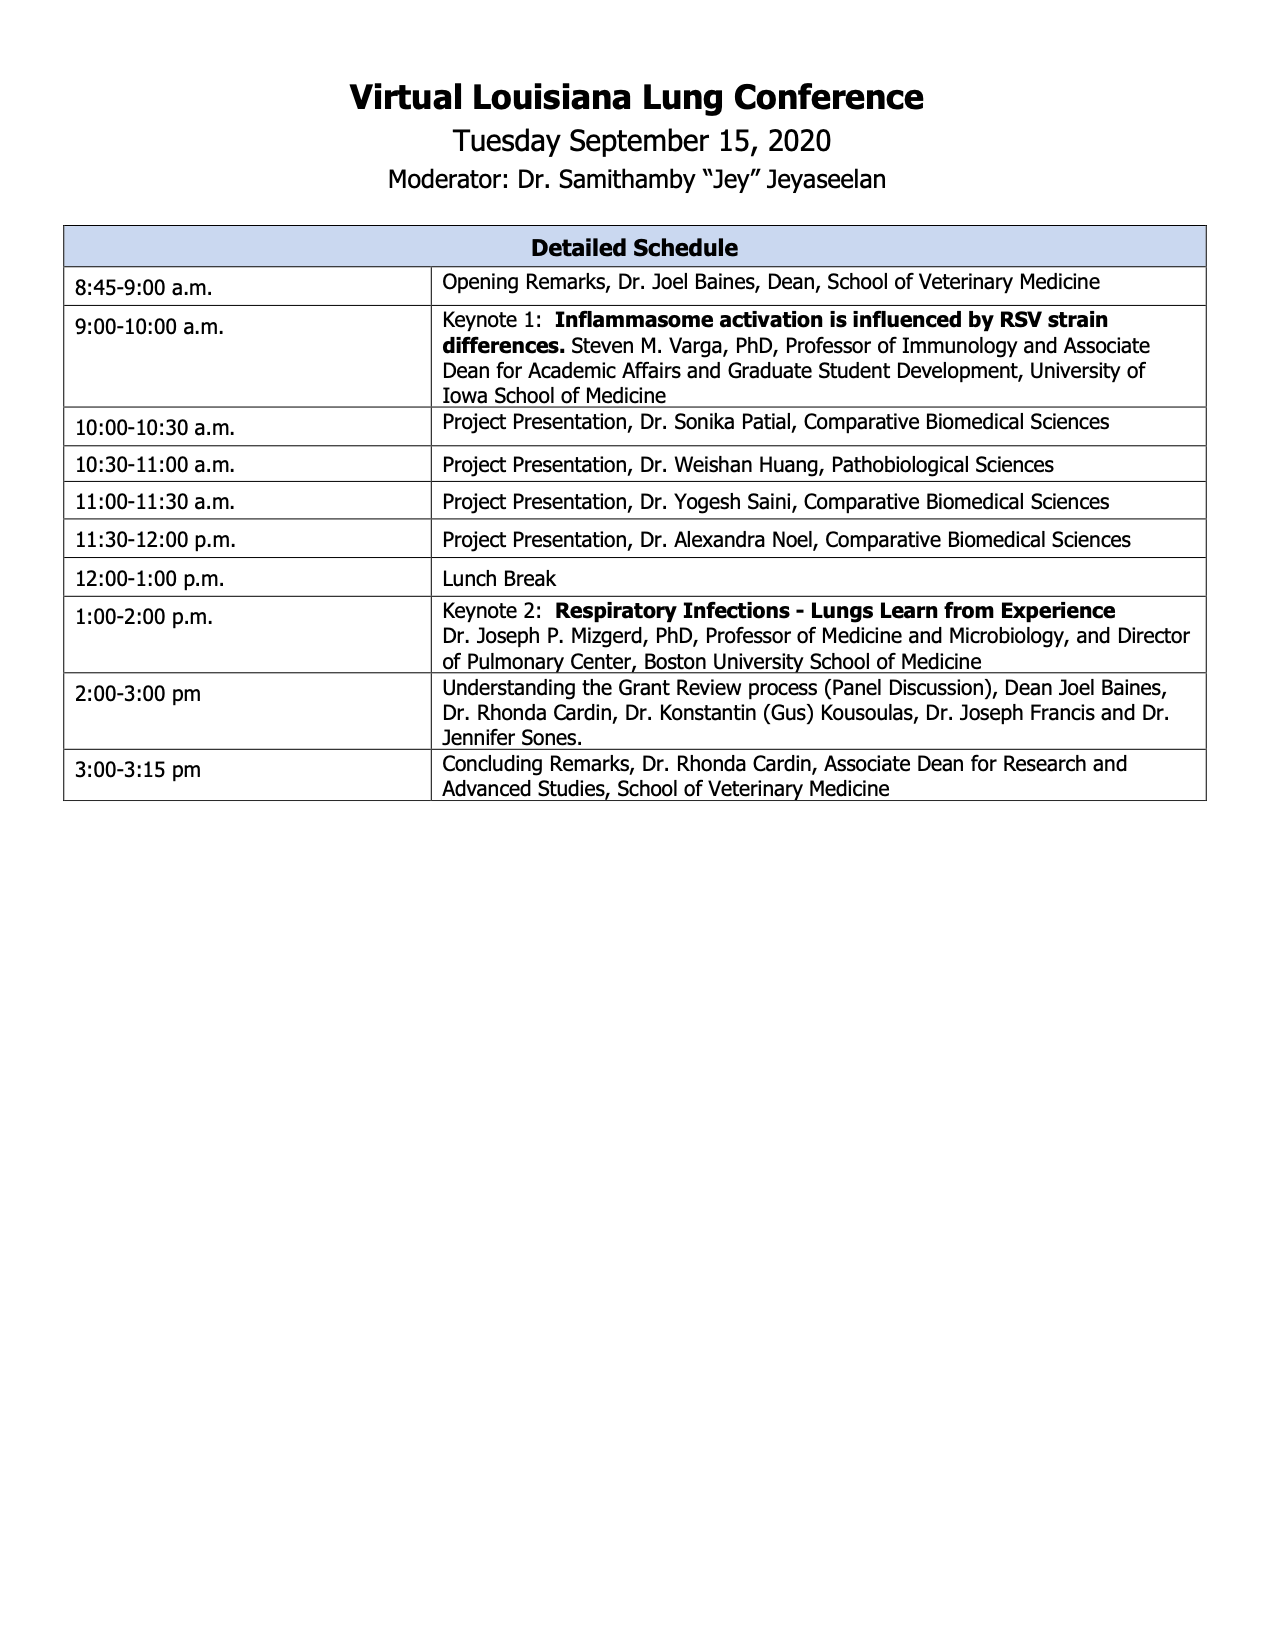 Virtual Louisiana Lung Conference
Tuesday September 15, 2020
Moderator: Dr. Samithamby “Jey” Jeyaseelan
Detailed Schedule
8:45-9:00 a.m.
Opening Remarks, Dr. Joel Baines, Dean, School of Veterinary Medicine
9:00-10:00 a.m.
Keynote 1:  Inflammasome activation is influenced by RSV strain
differences. Steven M. Varga, PhD, Professor of Immunology and Associate
Dean for Academic Affairs and Graduate Student Development, University of
Iowa School of Medicine
10:00-10:30 a.m.
Project Presentation, Dr. Sonika Patial, Comparative Biomedical Sciences
10:30-11:00 a.m.
Project Presentation, Dr. Weishan Huang, Pathobiological Sciences
11:00-11:30 a.m.
Project Presentation, Dr. Yogesh Saini, Comparative Biomedical Sciences
11:30-12:00 p.m.
Project Presentation, Dr. Alexandra Noel, Comparative Biomedical Sciences
12:00-1:00 p.m.
Lunch Break
1:00-2:00 p.m.
Keynote 2:  Respiratory Infections - Lungs Learn from Experience
Dr. Joseph P. Mizgerd, PhD, Professor of Medicine and Microbiology, and Director
of Pulmonary Center, Boston University School of Medicine
2:00-3:00 pm
Understanding the Grant Review process (Panel Discussion), Dean Joel Baines,
Dr. Rhonda Cardin, Dr. Konstantin (Gus) Kousoulas, Dr. Joseph Francis and Dr.
Jennifer Sones.
3:00-3:15 pm
Concluding Remarks, Dr. Rhonda Cardin, Associate Dean for Research and
Advanced Studies, School of Veterinary Medicine